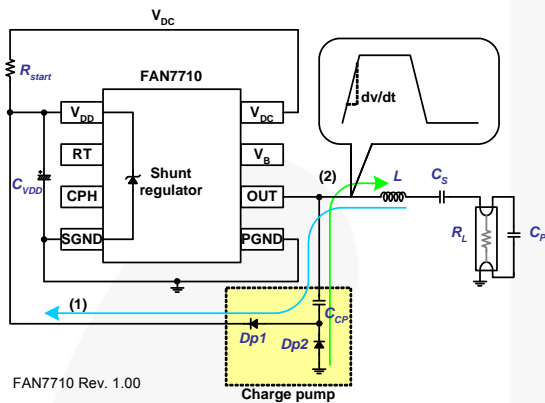 VDC
Rstart
FAN7710
dv/dt
VDD
VDC
RT
Shunt
regulator
VB
CVDD
CPH
OUT
(2)
L
CS
SGND
PGND
RL
CP
(1)
CCP
Dp1
Dp2
FAN7710 Rev. 1.00
Charge pump